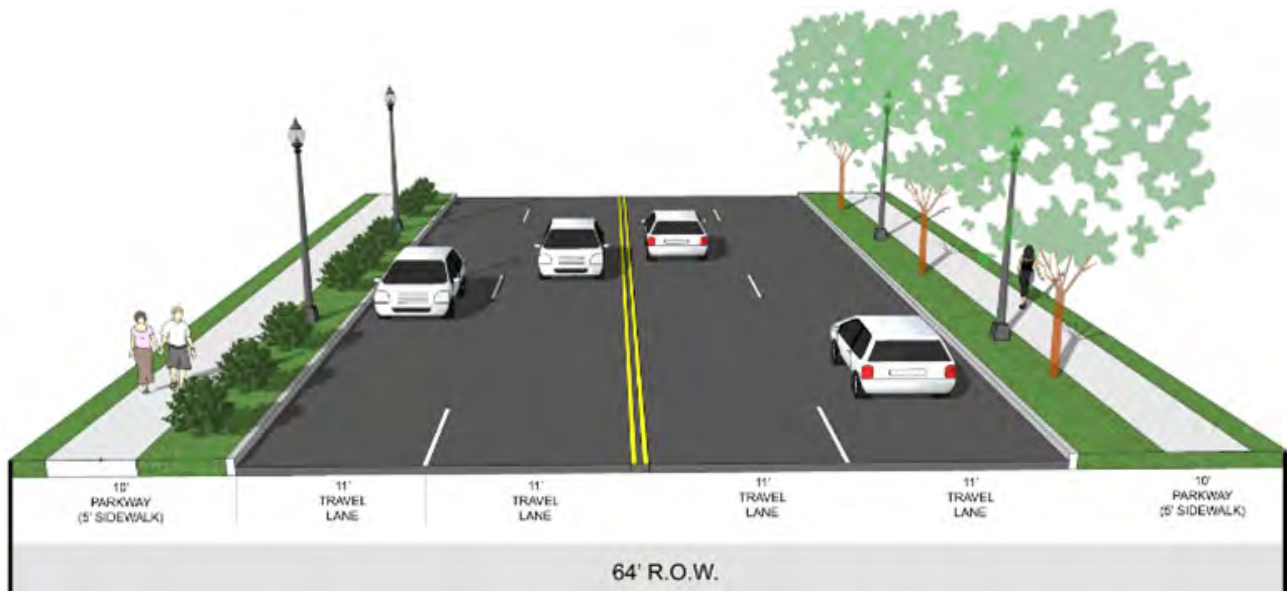 10'
PARKWAY
(5' SIDEWALK)
11'
TRAVEL
LANE
11'
TRAVEL
LANE
11'
TRAVEL
LANE
11'
TRAVEL
LANE
10'
PARKWAY
(5' SIDEWALK)
64' R.O.W.